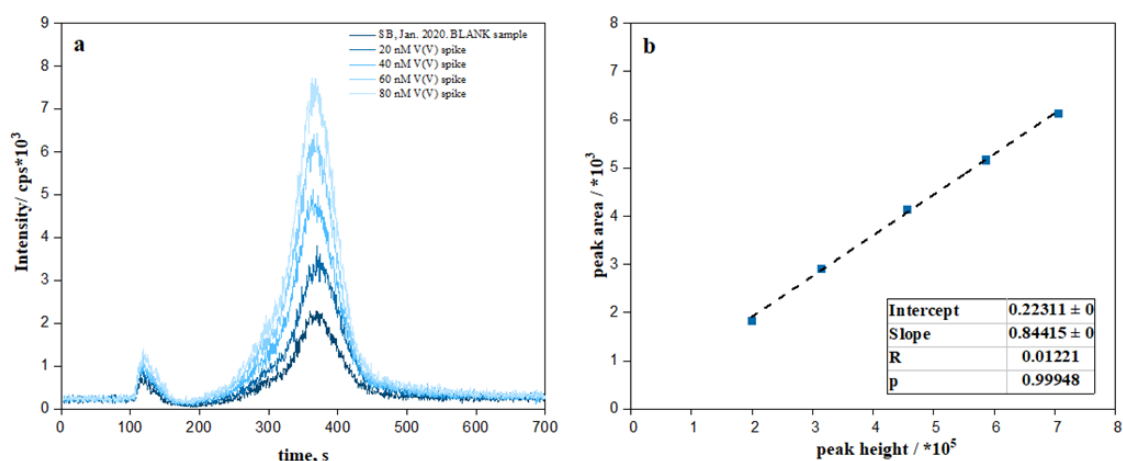 a
SB, Jan. 2020. BLANK sample
20 nM V(V) spike
40 nM V(V) spike
60 nM V(V) spike
80 nM V(V) spike
9
8
7
6
5
4
3
2
1
0
Intensity/ cps*10³
0 100 200 300 400 500 600 700
time, s
b
8
7
6
5
4
3
2
1
0
peak area / *10³
Intercept 0.22311 ± 0
Slope 0.84415 ± 0
R 0.01221
p 0.99948
0 1 2 3 4 5 6 7 8
peak height / *10⁵